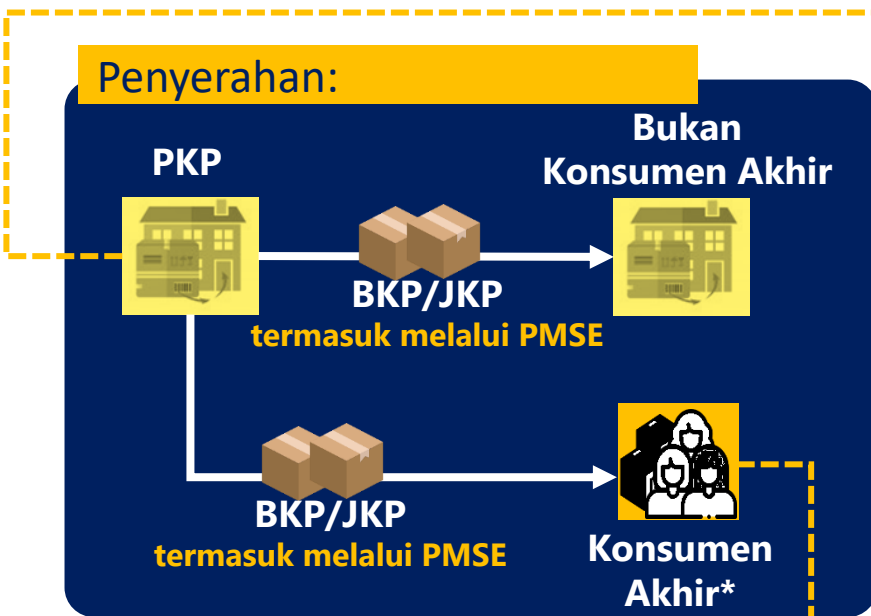 Penyerahan:
PKP
Bukan
Konsumen Akhir
BKP/JKP
termasuk melalui PMSE
BKP/JKP
termasuk melalui PMSE
Konsumen
Akhir*